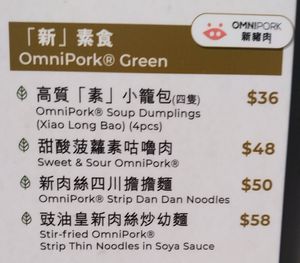 「新」素食
OmniPork® Green
OMNIPORK
新豬肉
高質「素」小籠包(四隻) $36
OmniPork® Soup Dumplings
(Xiao Long Bao) (4pcs)
甜酸菠蘿素咕嚕肉 $48
Sweet & Sour OmniPork®
新肉絲四川擔擔麵 $50
OmniPork® Strip Dan Dan Noodles
豉油皇新肉絲炒幼麵 $58
Stir-fried OmniPork®
Strip Thin Noodles in Soya Sauce